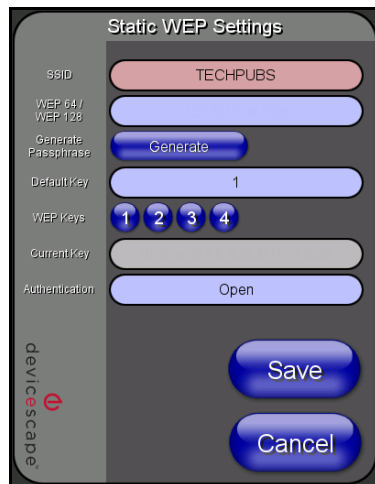 Static WEP Settings
SSID
TECHPUBS
WEP 64 /
WEP 128
Generate
Passphrase
Generate
Default Key
1
WEP Keys
1 2 3 4
Current Key
Authentication
Open
Save
Cancel
devicescape